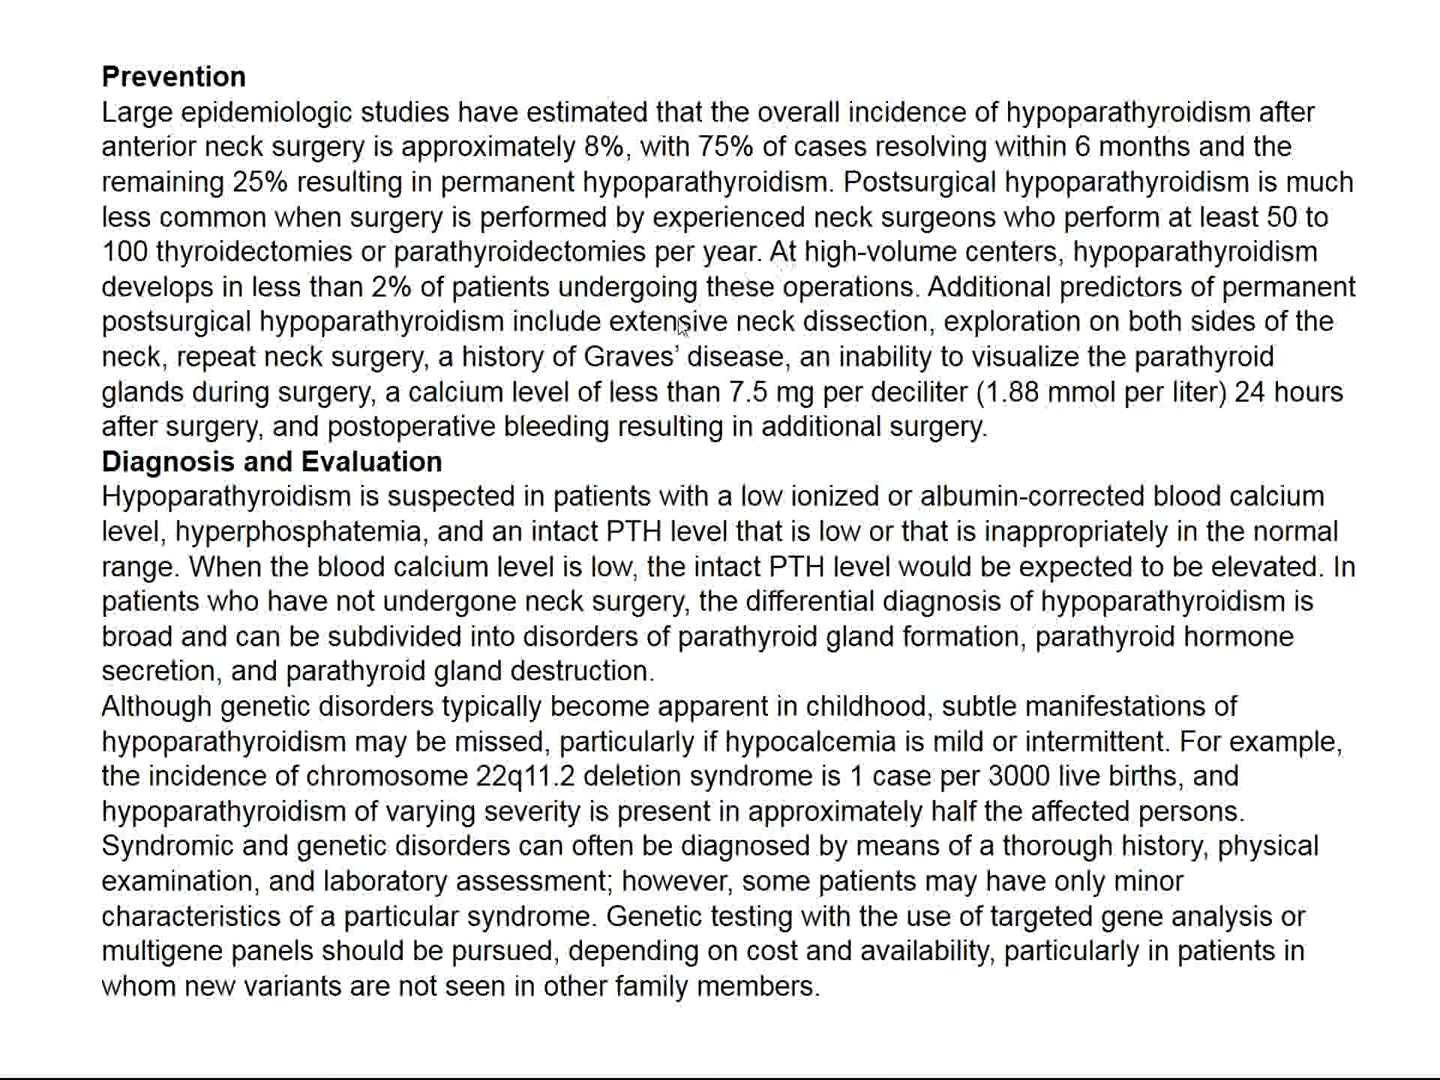 Prevention
Large epidemiologic studies have estimated that the overall incidence of hypoparathyroidism after
anterior neck surgery is approximately 8%, with 75% of cases resolving within 6 months and the
remaining 25% resulting in permanent hypoparathyroidism. Postsurgical hypoparathyroidism is much
less common when surgery is performed by experienced neck surgeons who perform at least 50 to
100 thyroidectomies or parathyroidectomies per year. At high-volume centers, hypoparathyroidism
develops in less than 2% of patients undergoing these operations. Additional predictors of permanent
postsurgical hypoparathyroidism include extensive neck dissection, exploration on both sides of the
neck, repeat neck surgery, a history of Graves’ disease, an inability to visualize the parathyroid
glands during surgery, a calcium level of less than 7.5 mg per deciliter (1.88 mmol per liter) 24 hours
after surgery, and postoperative bleeding resulting in additional surgery.
Diagnosis and Evaluation
Hypoparathyroidism is suspected in patients with a low ionized or albumin-corrected blood calcium
level, hyperphosphatemia, and an intact PTH level that is low or that is inappropriately in the normal
range. When the blood calcium level is low, the intact PTH level would be expected to be elevated. In
patients who have not undergone neck surgery, the differential diagnosis of hypoparathyroidism is
broad and can be subdivided into disorders of parathyroid gland formation, parathyroid hormone
secretion, and parathyroid gland destruction.
Although genetic disorders typically become apparent in childhood, subtle manifestations of
hypoparathyroidism may be missed, particularly if hypocalcemia is mild or intermittent. For example,
the incidence of chromosome 22q11.2 deletion syndrome is 1 case per 3000 live births, and
hypoparathyroidism of varying severity is present in approximately half the affected persons.
Syndromic and genetic disorders can often be diagnosed by means of a thorough history, physical
examination, and laboratory assessment; however, some patients may have only minor
characteristics of a particular syndrome. Genetic testing with the use of targeted gene analysis or
multigene panels should be pursued, depending on cost and availability, particularly in patients in
whom new variants are not seen in other family members.